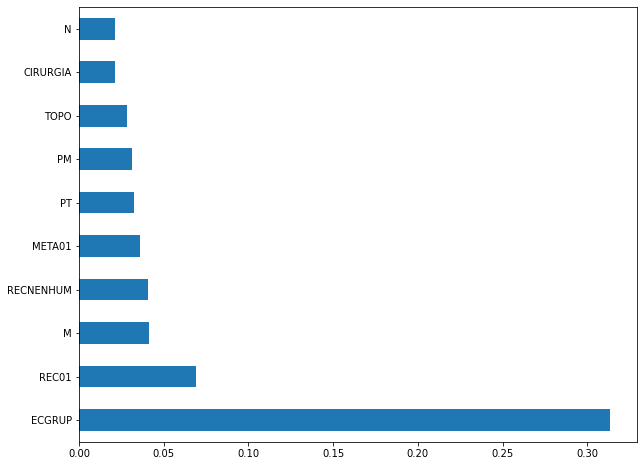 N
CIRURGIA
TOPO
PM
PT
META01
RECNENHUM
M
REC01
ECGRUP
0.00 0.05 0.10 0.15 0.20 0.25 0.30